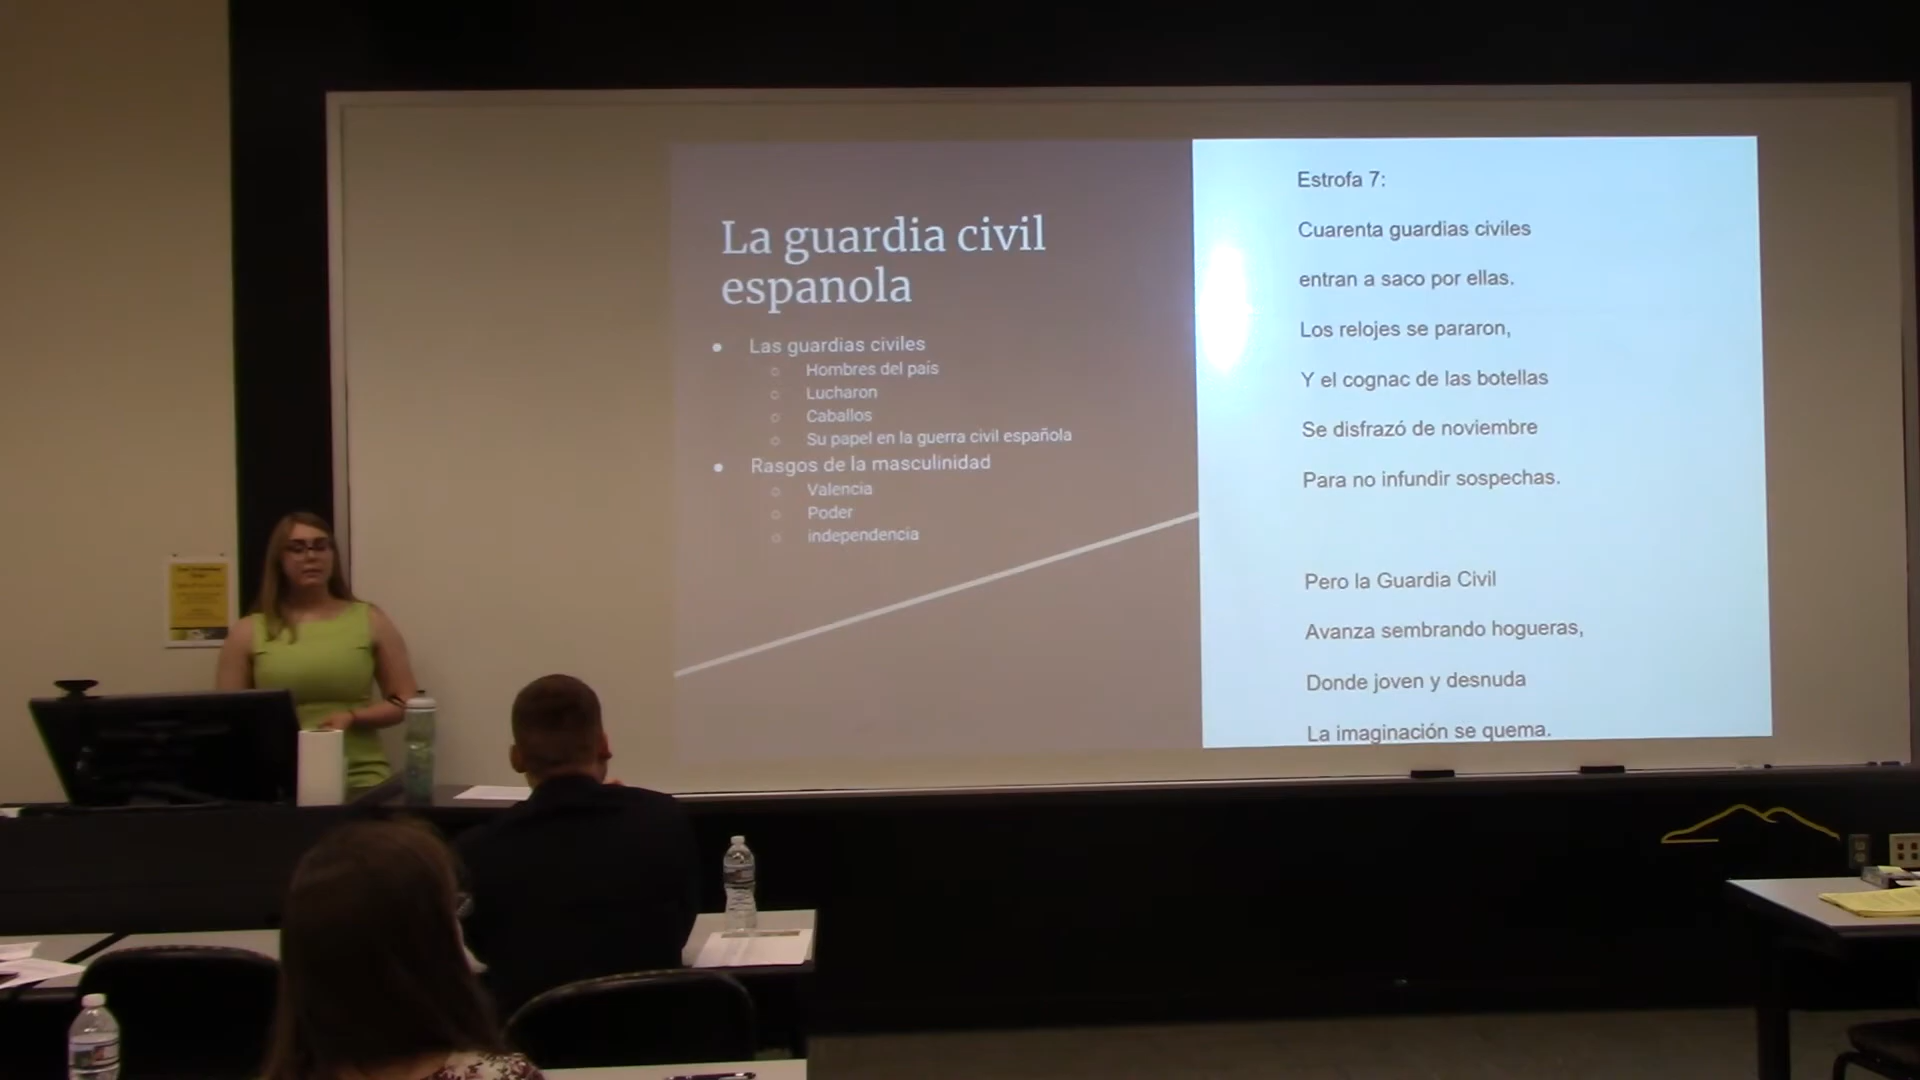 La guardia civil
espanola
Las guardias civiles
Hombres del país
Lucharon
Caballos
Su papel en la guerra civil española
Rasgos de la masculinidad
Valencia
Poder
independencia
Estrofa 7:
Cuarenta guardias civiles
entran a saco por ellas.
Los relojes se pararon,
Y el cognac de las botellas
Se disfrazó de noviembre
Para no infundir sospechas.
Pero la Guardia Civil
Avanza sembrando hogueras,
Donde joven y desnuda
La imaginación se quema.